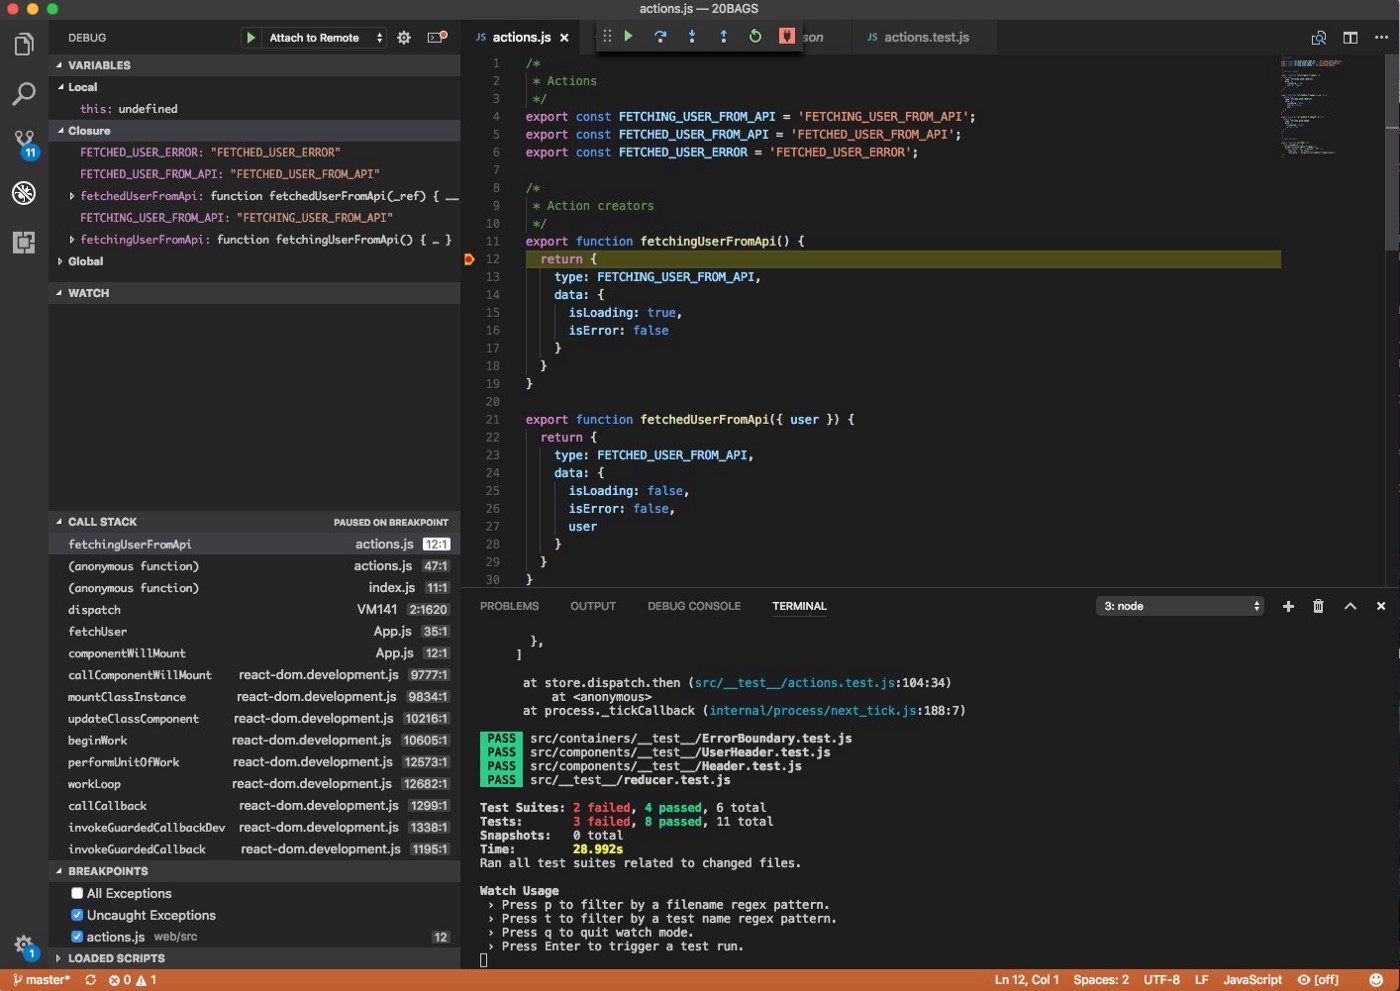 actions.js — 20BAGS
DEBUG
Attach to Remote
JS actions.js
son
JS actions.test.js
VARIABLES
Local
this: undefined
Closure
FETCHED_USER_ERROR: "FETCHED_USER_ERROR"
FETCHED_USER_FROM_API: "FETCHED_USER_FROM_API"
fetchedUserFromApi: function fetchedUserFromApi(_ref) { ……
FETCHING_USER_FROM_API: "FETCHING_USER_FROM_API"
fetchingUserFromApi: function fetchingUserFromApi() { … }
Global
WATCH
CALL STACK PAUSED ON BREAKPOINT
fetchingUserFromApi actions.js 12:1
(anonymous function) actions.js 47:1
(anonymous function) index.js 11:1
dispatch VM141 2:1620
fetchUser App.js 35:1
componentWillMount App.js 12:1
callComponentWillMount react-dom.development.js 9777:1
mountClassInstance react-dom.development.js 9834:1
updateClassComponent react-dom.development.js 10216:1
beginWork react-dom.development.js 10605:1
performUnitOfWork react-dom.development.js 12573:1
workLoop react-dom.development.js 12682:1
callCallback react-dom.development.js 1299:1
invokeGuardedCallbackDev react-dom.development.js 1338:1
invokeGuardedCallback react-dom.development.js 1195:1
BREAKPOINTS
All Exceptions
Uncaught Exceptions
actions.js web/src 12
LOADED SCRIPTS
11
1
1 /*
2 * Actions
3 */
4 export const FETCHING_USER_FROM_API = 'FETCHING_USER_FROM_API';
5 export const FETCHED_USER_FROM_API = 'FETCHED_USER_FROM_API';
6 export const FETCHED_USER_ERROR = 'FETCHED_USER_ERROR';
7
8 /*
9 * Action creators
10 */
11 export function fetchingUserFromApi() {
12 return {
13 type: FETCHING_USER_FROM_API,
14 data: {
15 isLoading: true,
16 isError: false
17 }
18 }
19 }
20
21 export function fetchedUserFromApi({ user }) {
22 return {
23 type: FETCHED_USER_FROM_API,
24 data: {
25 isLoading: false,
26 isError: false,
27 user
28 }
29 }
30 }
PROBLEMS OUTPUT DEBUG CONSOLE TERMINAL 3: node
},
]
at store.dispatch.then (src/__test__/actions.test.js:104:34)
at <anonymous>
at process._tickCallback (internal/process/next_tick.js:188:7)
PASS src/containers/__test__/ErrorBoundary.test.js
PASS src/components/__test__/UserHeader.test.js
PASS src/components/__test__/Header.test.js
PASS src/__test__/reducer.test.js
Test Suites: 2 failed, 4 passed, 6 total
Tests: 3 failed, 8 passed, 11 total
Snapshots: 0 total
Time: 28.992s
Ran all test suites related to changed files.
Watch Usage
› Press p to filter by a filename regex pattern.
› Press t to filter by a test name regex pattern.
› Press q to quit watch mode.
› Press Enter to trigger a test run.
master* 0 1 Ln 12, Col 1 Spaces: 2 UTF-8 LF JavaScript [off]